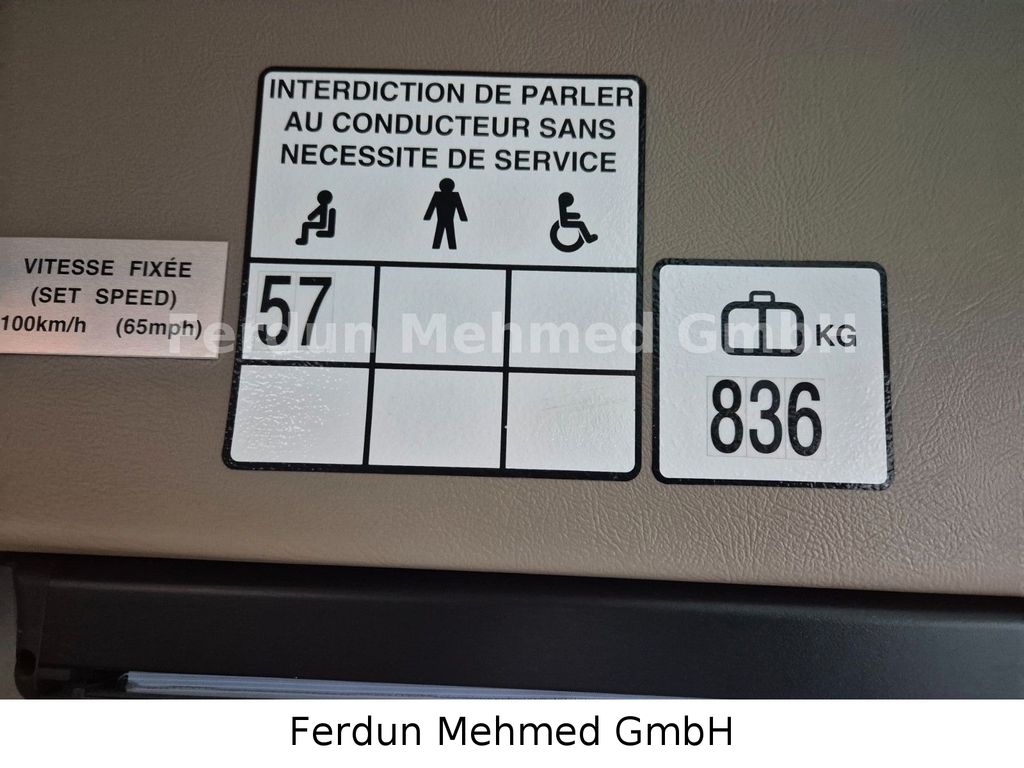 INTERDICTION DE PARLER
AU CONDUCTEUR SANS
NECESSITE DE SERVICE
VITESSE FIXÉE
(SET SPEED)
100km/h (65mph)
57
KG
836
Ferdun Mehmed GmbH
Ferdun Mehmed GmbH